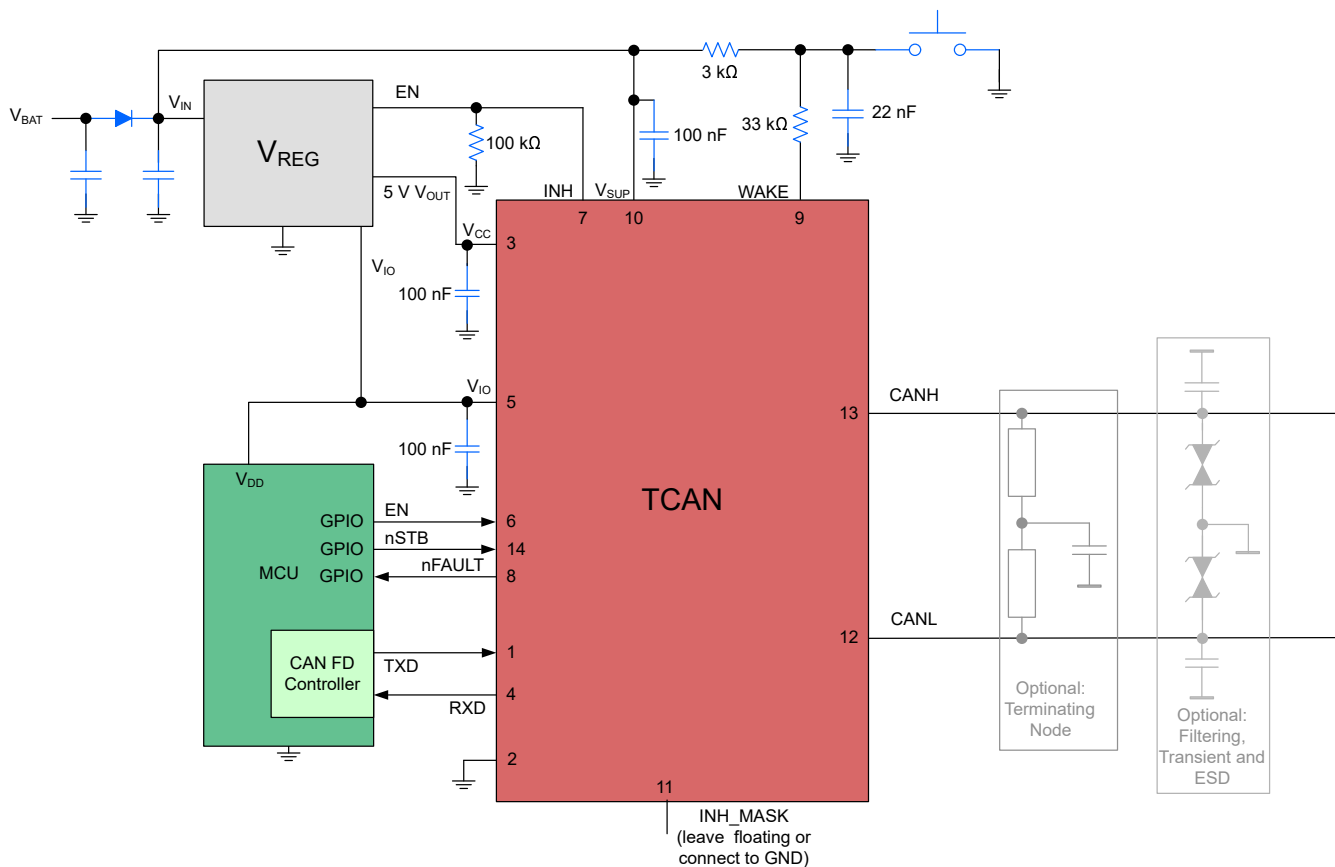 3 kΩ
22 nF
33 kΩ
100 nF
V_BAT
V_IN
EN
V_REG
100 kΩ
5 V V_OUT
INH
V_SUP
WAKE
7
10
9
V_CC
3
V_IO
100 nF
V_IO
5
100 nF
CANH
13
V_DD
TCAN
GPIO
EN
6
GPIO
nSTB
14
MCU
GPIO
nFAULT
8
CANL
12
CAN FD
Controller
TXD
1
RXD
4
2
11
INH_MASK
(leave floating or
connect to GND)
Optional:
Terminating
Node
Optional:
Filtering,
Transient and
ESD